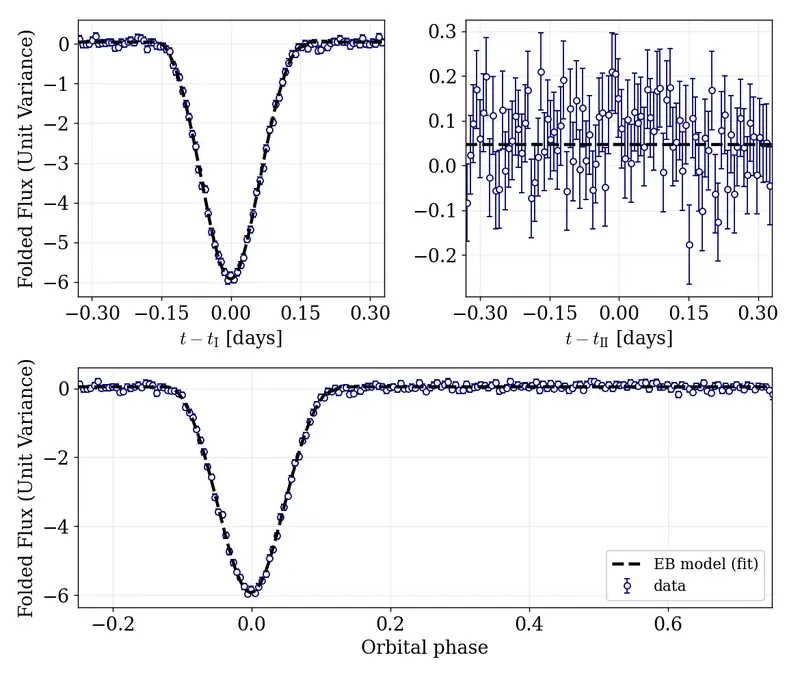 Folded Flux (Unit Variance)
0
−1
−2
−3
−4
−5
−6
−0.30 −0.15 0.00 0.15 0.30
t − tI [days]
0.3
0.2
0.1
0.0
−0.1
−0.2
−0.30 −0.15 0.00 0.15 0.30
t − tII [days]
Folded Flux (Unit Variance)
0
−2
−4
−6
−0.2 0.0 0.2 0.4 0.6
Orbital phase
EB model (fit)
data